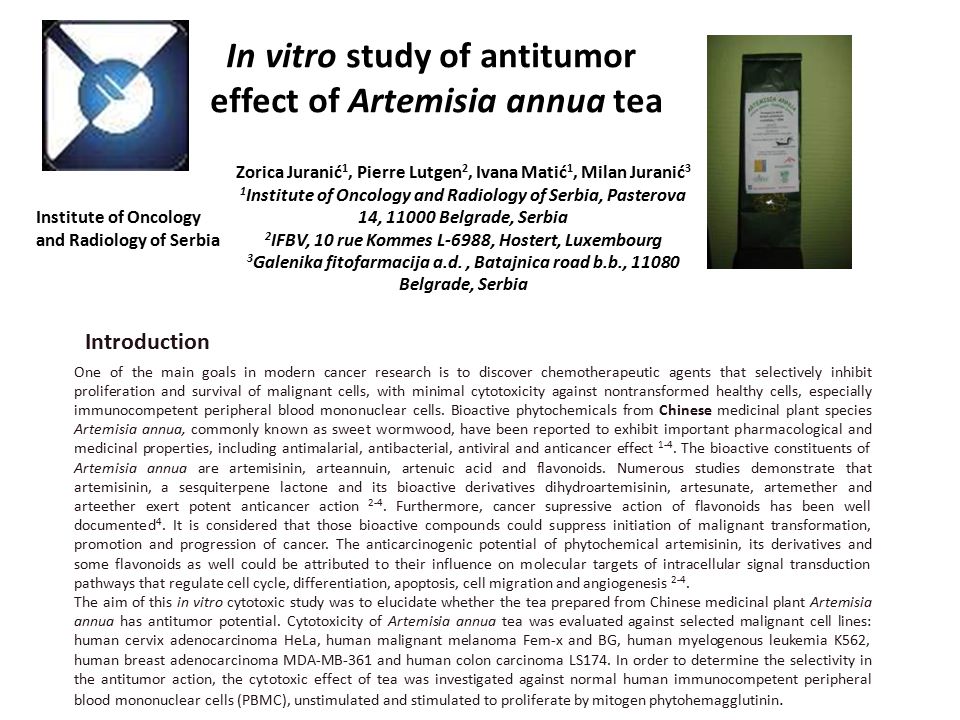 In vitro study of antitumor
effect of Artemisia annua tea
Zorica Juranić1, Pierre Lutgen2, Ivana Matić1, Milan Juranić3
1Institute of Oncology and Radiology of Serbia, Pasterova
14, 11000 Belgrade, Serbia
2IFBV, 10 rue Kommes L-6988, Hostert, Luxembourg
3Galenika fitofarmacija a.d. , Batajnica road b.b., 11080
Belgrade, Serbia
Institute of Oncology
and Radiology of Serbia
ARTEMISIA ANNUA
Introduction
One of the main goals in modern cancer research is to discover chemotherapeutic agents that selectively inhibit
proliferation and survival of malignant cells, with minimal cytotoxicity against nontransformed healthy cells, especially
immunocompetent peripheral blood mononuclear cells. Bioactive phytochemicals from Chinese medicinal plant species
Artemisia annua, commonly known as sweet wormwood, have been reported to exhibit important pharmacological and
medicinal properties, including antimalarial, antibacterial, antiviral and anticancer effect 1-4. The bioactive constituents of
Artemisia annua are artemisinin, arteannuin, artenuic acid and flavonoids. Numerous studies demonstrate that
artemisinin, a sesquiterpene lactone and its bioactive derivatives dihydroartemisinin, artesunate, artemether and
arteether exert potent anticancer action 2-4. Furthermore, cancer supressive action of flavonoids has been well
documented4. It is considered that those bioactive compounds could suppress initiation of malignant transformation,
promotion and progression of cancer. The anticarcinogenic potential of phytochemical artemisinin, its derivatives and
some flavonoids as well could be attributed to their influence on molecular targets of intracellular signal transduction
pathways that regulate cell cycle, differentiation, apoptosis, cell migration and angiogenesis 2-4.
The aim of this in vitro cytotoxic study was to elucidate whether the tea prepared from Chinese medicinal plant Artemisia
annua has antitumor potential. Cytotoxicity of Artemisia annua tea was evaluated against selected malignant cell lines:
human cervix adenocarcinoma HeLa, human malignant melanoma Fem-x and BG, human myelogenous leukemia K562,
human breast adenocarcinoma MDA-MB-361 and human colon carcinoma LS174. In order to determine the selectivity in
the antitumor action, the cytotoxic effect of tea was investigated against normal human immunocompetent peripheral
blood mononuclear cells (PBMC), unstimulated and stimulated to proliferate by mitogen phytohemagglutinin.